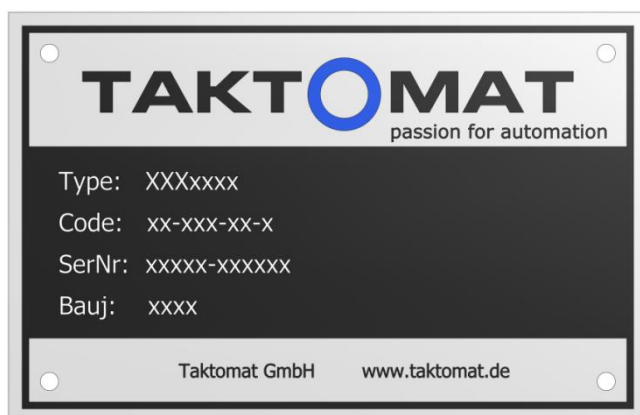 TAKTOMAT
passion for automation
Type: XXXxxxx
Code: xx-xxx-xx-x
SerNr: xxxxx-xxxxxx
Bauj: xxxx
Taktomat GmbH www.taktomat.de